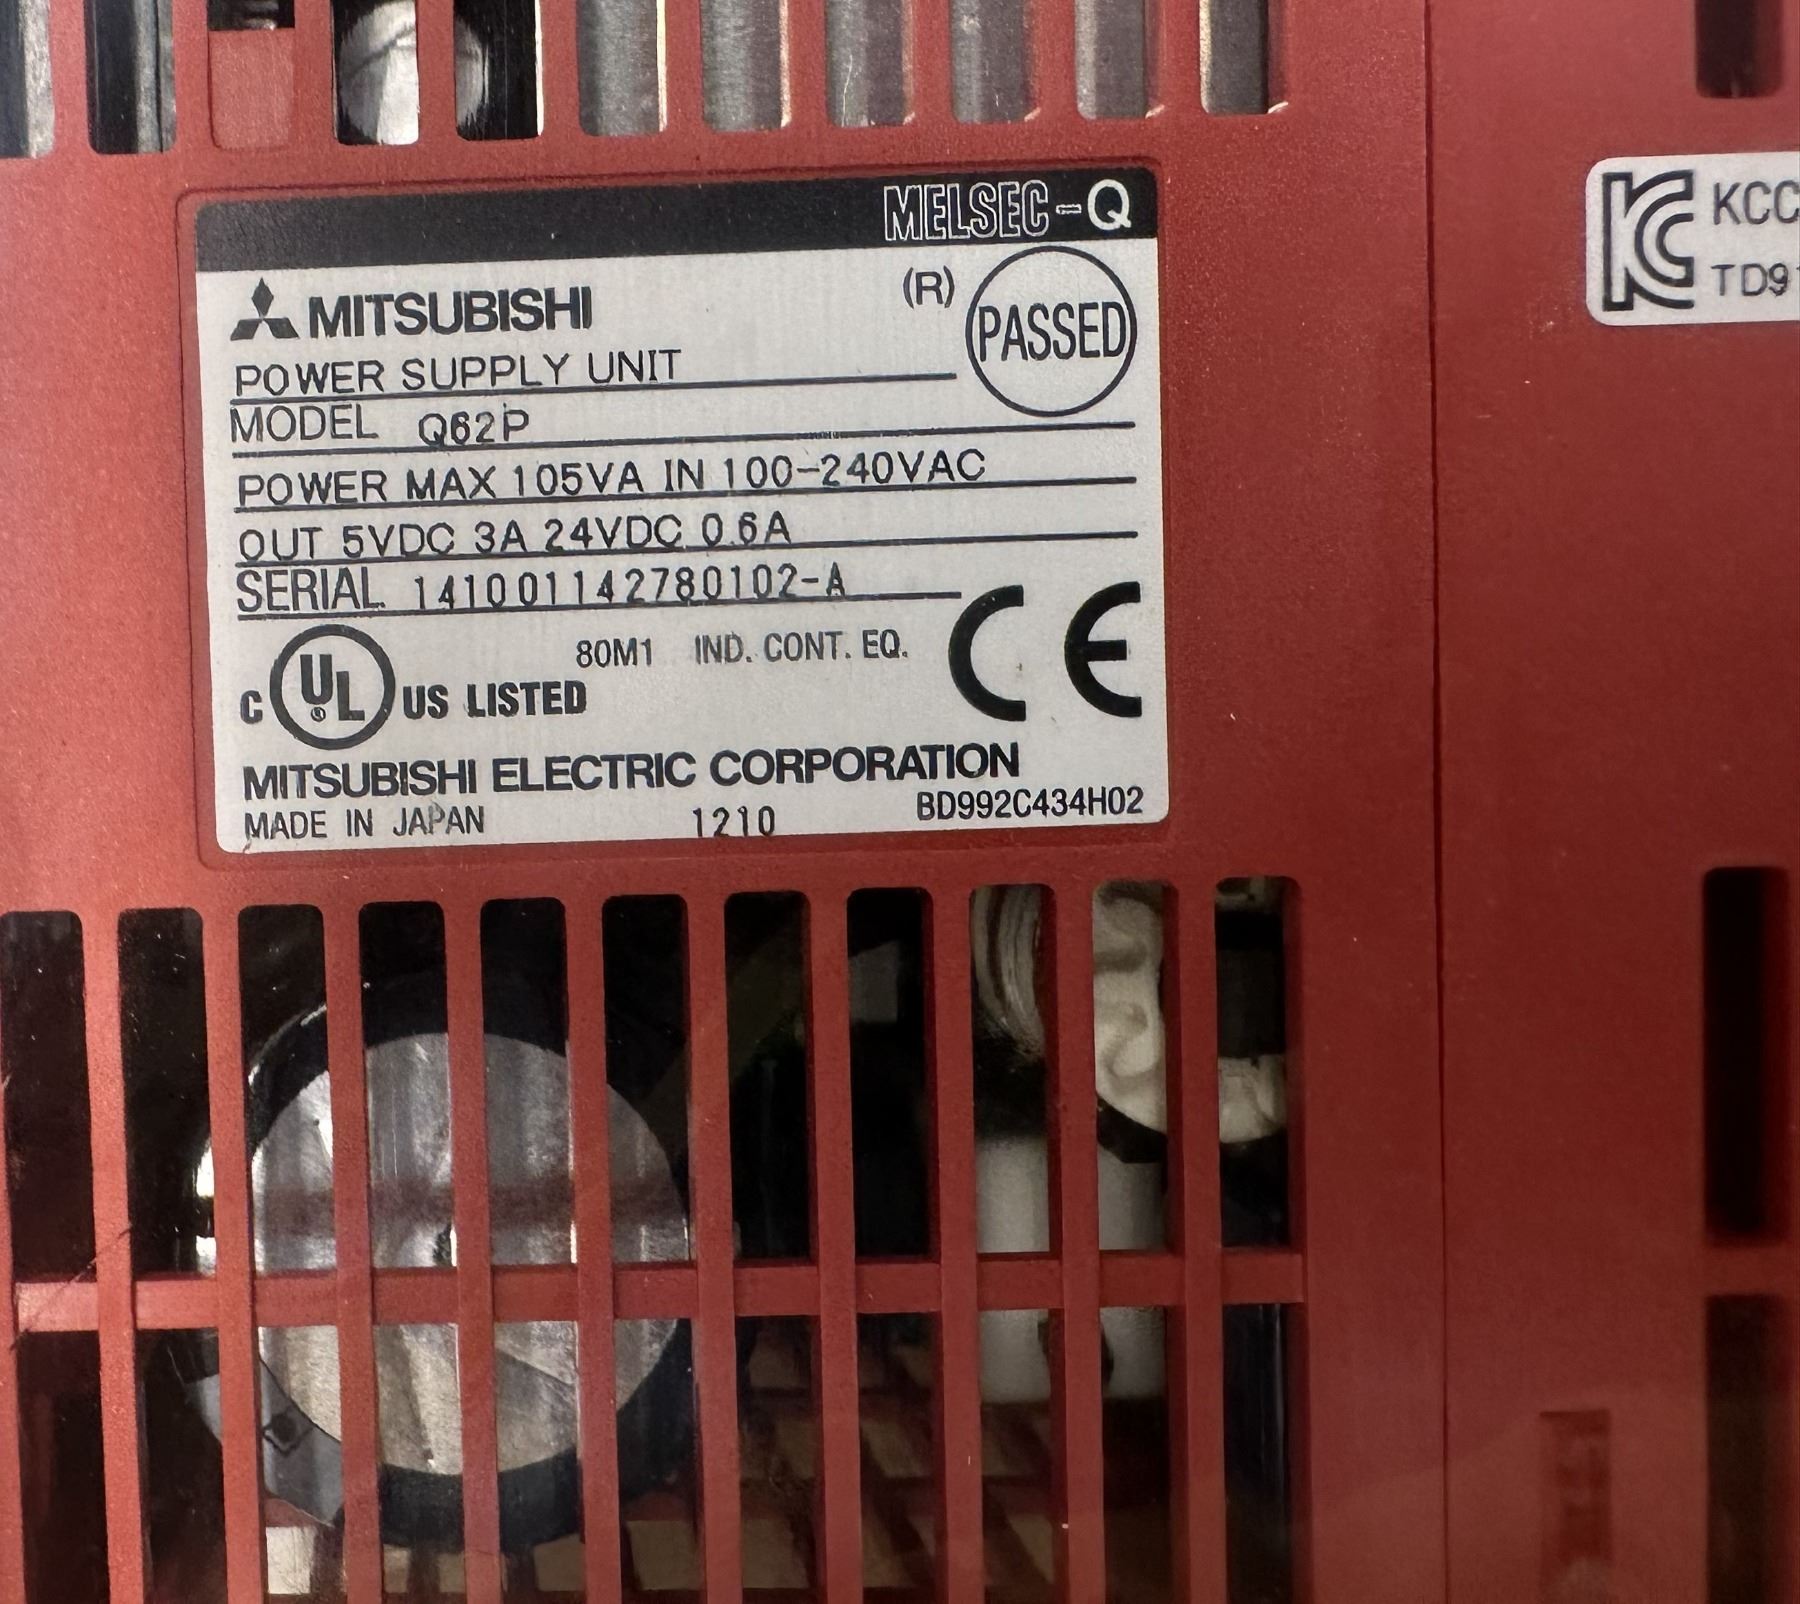 MELSEC-Q
MITSUBISHI
(R) PASSED
POWER SUPPLY UNIT
MODEL Q62P
POWER MAX 105VA IN 100-240VAC
OUT 5VDC 3A 24VDC 0.6A
SERIAL 141001142780102-A
80M1 IND. CONT. EQ.
C UL® US LISTED
CE
MITSUBISHI ELECTRIC CORPORATION
MADE IN JAPAN 1210 BD992C434H02
KCC
TD9